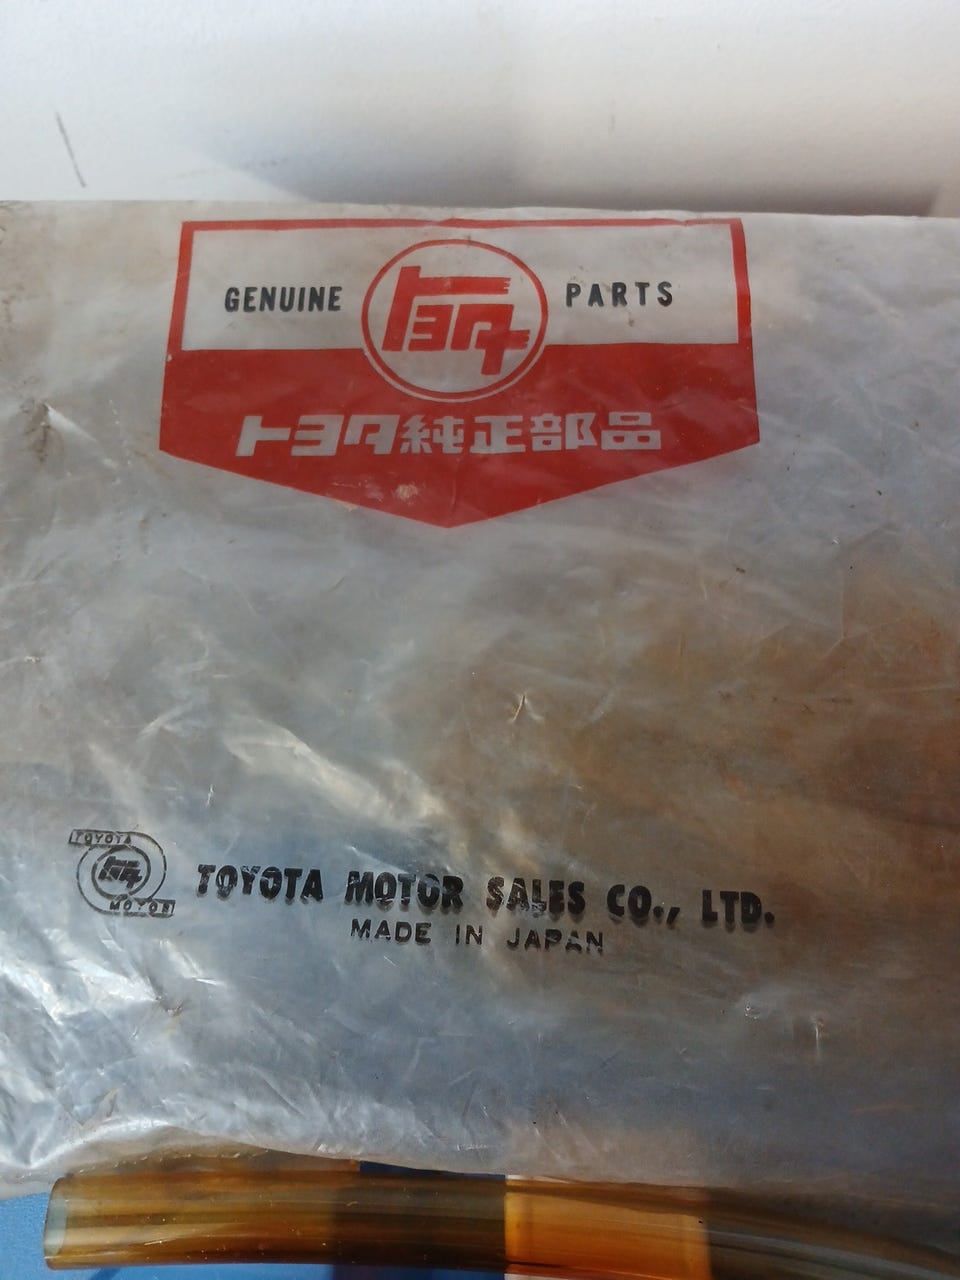 GENUINE トヨタ PARTS
トヨタ純正部品
TOYOTA
トヨタ
MOTOR
TOYOTA MOTOR SALES CO., LTD.
MADE IN JAPAN